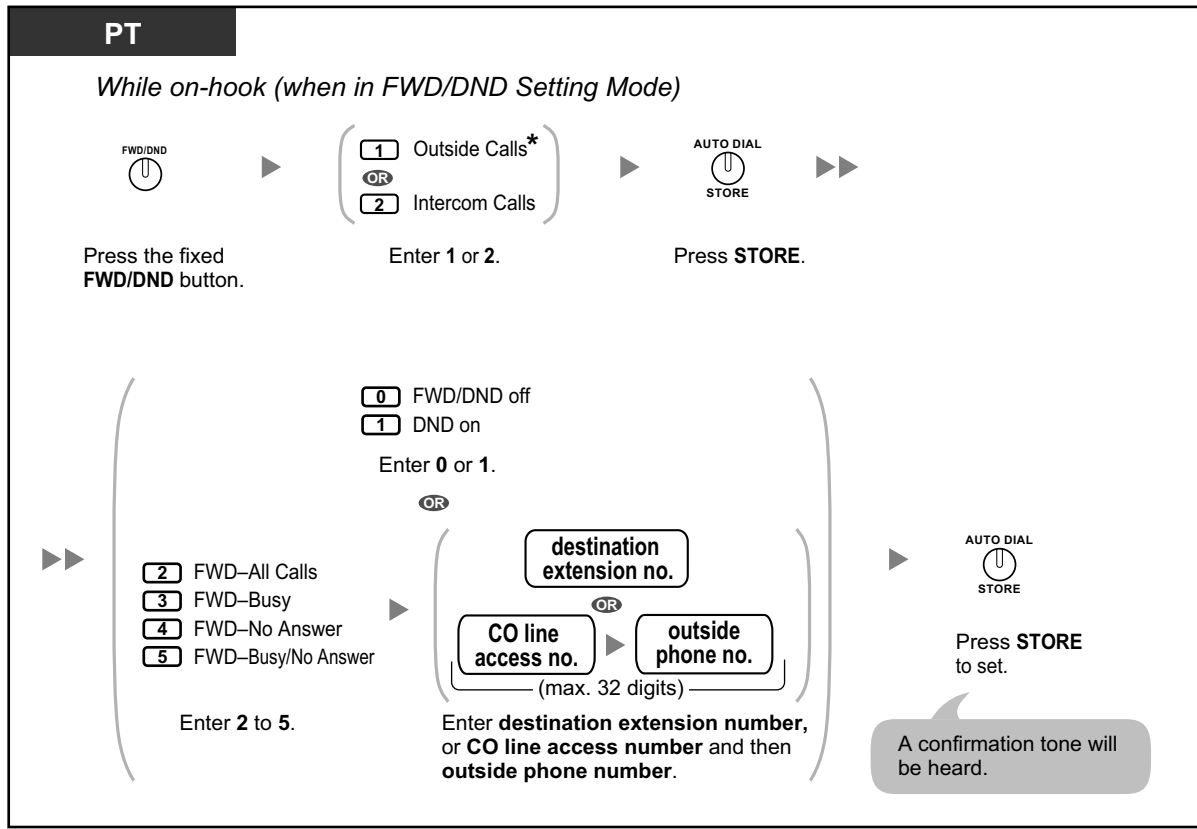 PT
While on-hook (when in FWD/DND Setting Mode)
FWD/DND
1 Outside Calls*
OR
2 Intercom Calls
AUTO DIAL
STORE
Press the fixed
FWD/DND button.
Enter 1 or 2.
Press STORE.
0 FWD/DND off
1 DND on
Enter 0 or 1.
OR
2 FWD–All Calls
3 FWD–Busy
4 FWD–No Answer
5 FWD–Busy/No Answer
Enter 2 to 5.
destination
extension no.
OR
CO line
access no.
outside
phone no.
(max. 32 digits)
Enter destination extension number,
or CO line access number and then
outside phone number.
AUTO DIAL
STORE
Press STORE
to set.
A confirmation tone will
be heard.